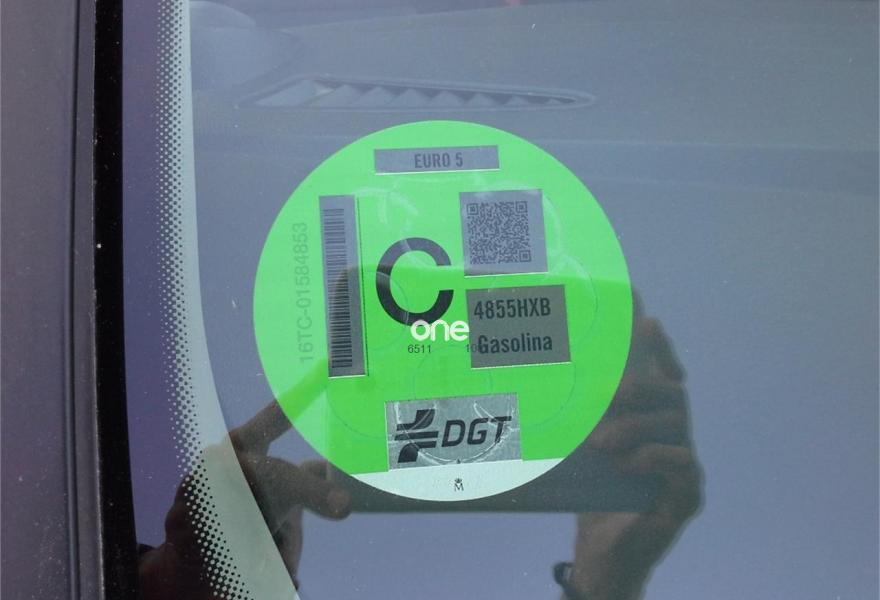 EURO 5
16TC-01584853
C
4855HXB
Gasolina
one
6511
DGT
M